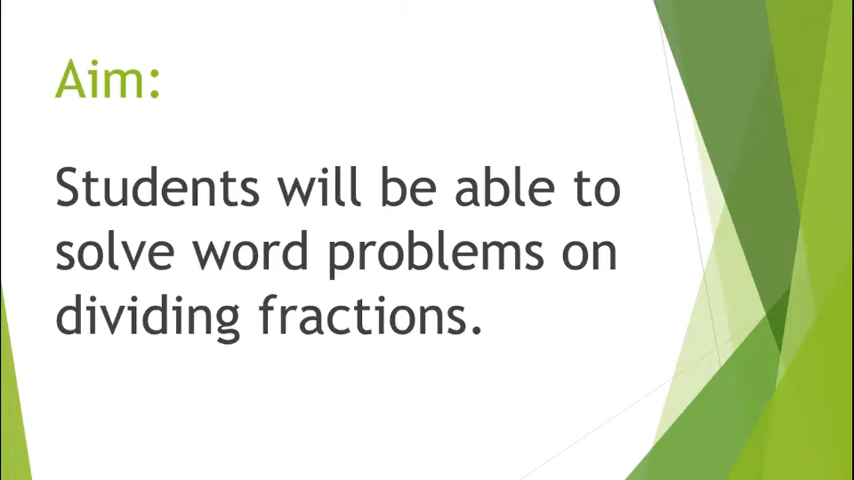 Aim:
Students will be able to
solve word problems on
dividing fractions.